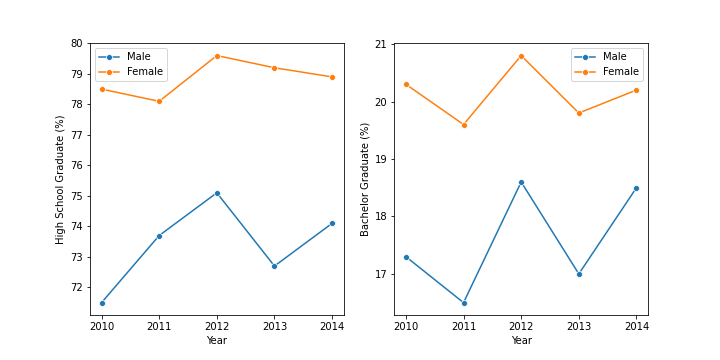 80
79
78
77
76
75
74
73
72
High School Graduate (%)
Male
Female
2010 2011 2012 2013 2014
Year
21
20
19
18
17
Bachelor Graduate (%)
Male
Female
2010 2011 2012 2013 2014
Year